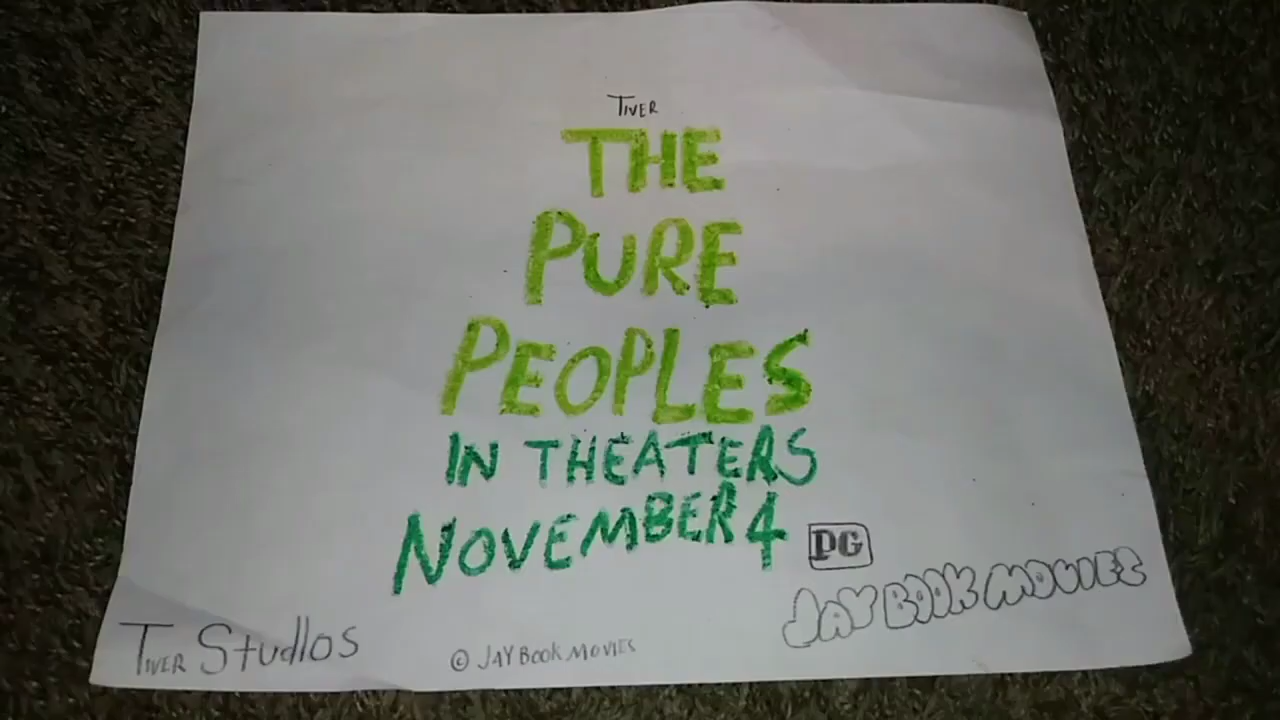 TIVER
THE
PURE
PEOPLES
IN THEATERS
NOVEMBER 4
PG
JAY BOOK MOVIES
TIVER StudIos
© JAY BOOK MOVIES